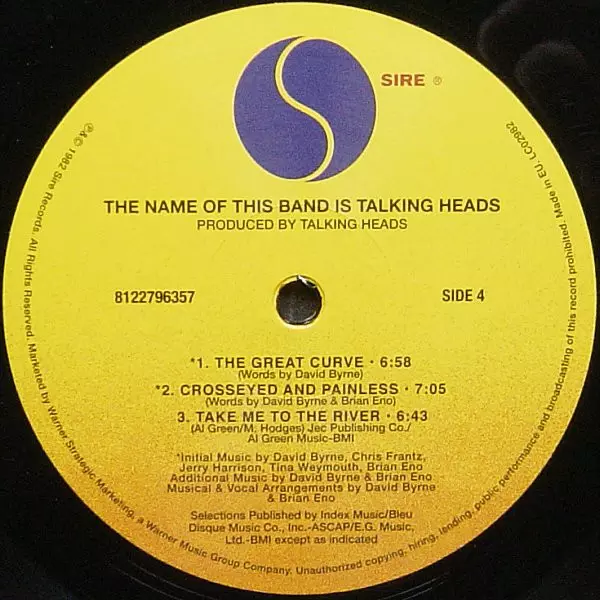 SIRE ®
THE NAME OF THIS BAND IS TALKING HEADS
PRODUCED BY TALKING HEADS
8122796357
SIDE 4
*1. THE GREAT CURVE · 6:58
(Words by David Byrne)
*2. CROSSEYED AND PAINLESS · 7:05
(Words by David Byrne & Brian Eno)
3. TAKE ME TO THE RIVER · 6:43
(Al Green/M. Hodges) Jec Publishing Co./
Al Green Music-BMI
*Initial Music by David Byrne, Chris Frantz,
Jerry Harrison, Tina Weymouth, Brian Eno
Additional Music by David Byrne & Brian Eno
Musical & Vocal Arrangements by David Byrne
& Brian Eno
Selections Published by Index Music/Bleu
Disque Music Co., Inc.-ASCAP/E.G. Music,
Ltd.-BMI except as indicated
℗© 1982 Sire Records. All Rights Reserved. Marketed by Warner Strategic Marketing, a Warner Music Group Company. Unauthorized copying, hiring, lending, public performance and broadcasting of this record prohibited. Made in EU. LC02982